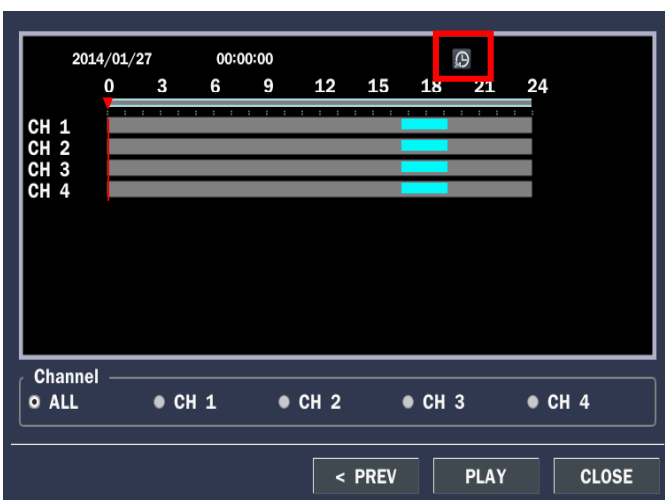 2014/01/27 00:00:00
0 3 6 9 12 15 18 21 24
CH 1
CH 2
CH 3
CH 4
Channel
ALL CH 1 CH 2 CH 3 CH 4
< PREV PLAY CLOSE